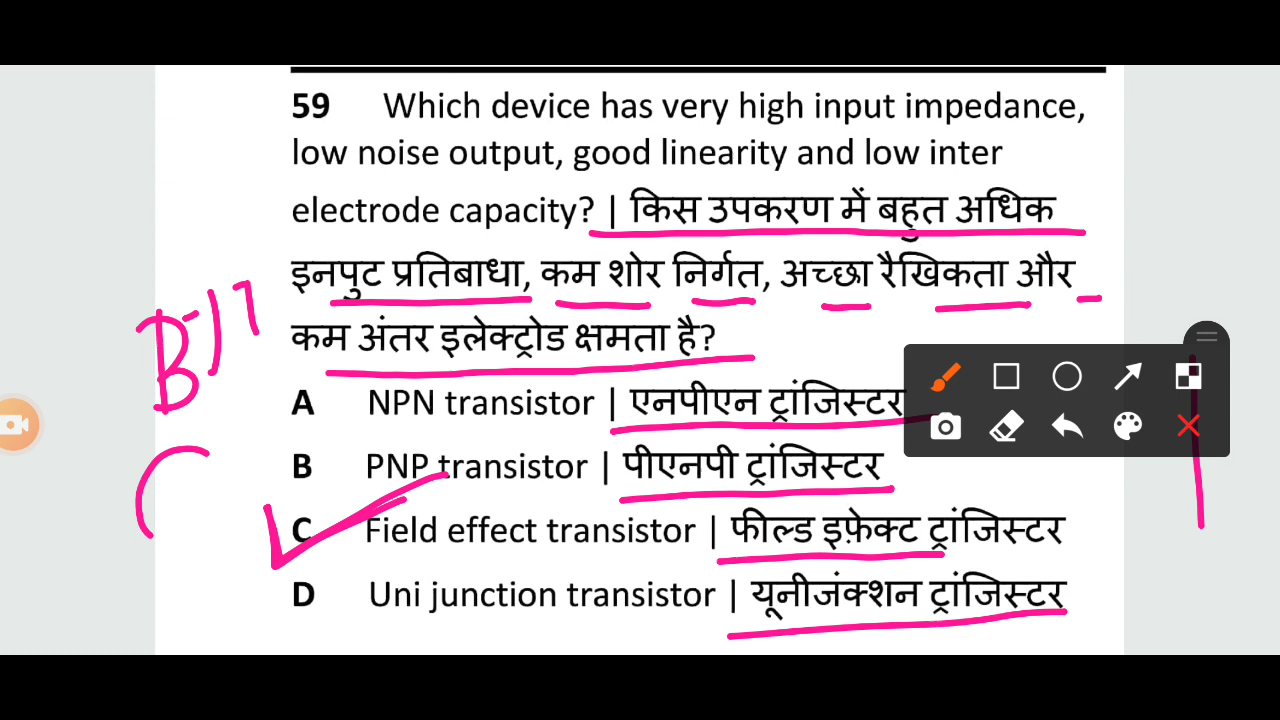 59 Which device has very high input impedance,
low noise output, good linearity and low inter
electrode capacity? | किस उपकरण में बहुत अधिक
इनपुट प्रतिबाधा, कम शोर निर्गत, अच्छा रैखिकता और
कम अंतर इलेक्ट्रोड क्षमता है?
A NPN transistor | एनपीएन ट्रांजिस्टर
B PNP transistor | पीएनपी ट्रांजिस्टर
C Field effect transistor | फील्ड इफ़ेक्ट ट्रांजिस्टर
D Uni junction transistor | यूनीजंक्शन ट्रांजिस्टर